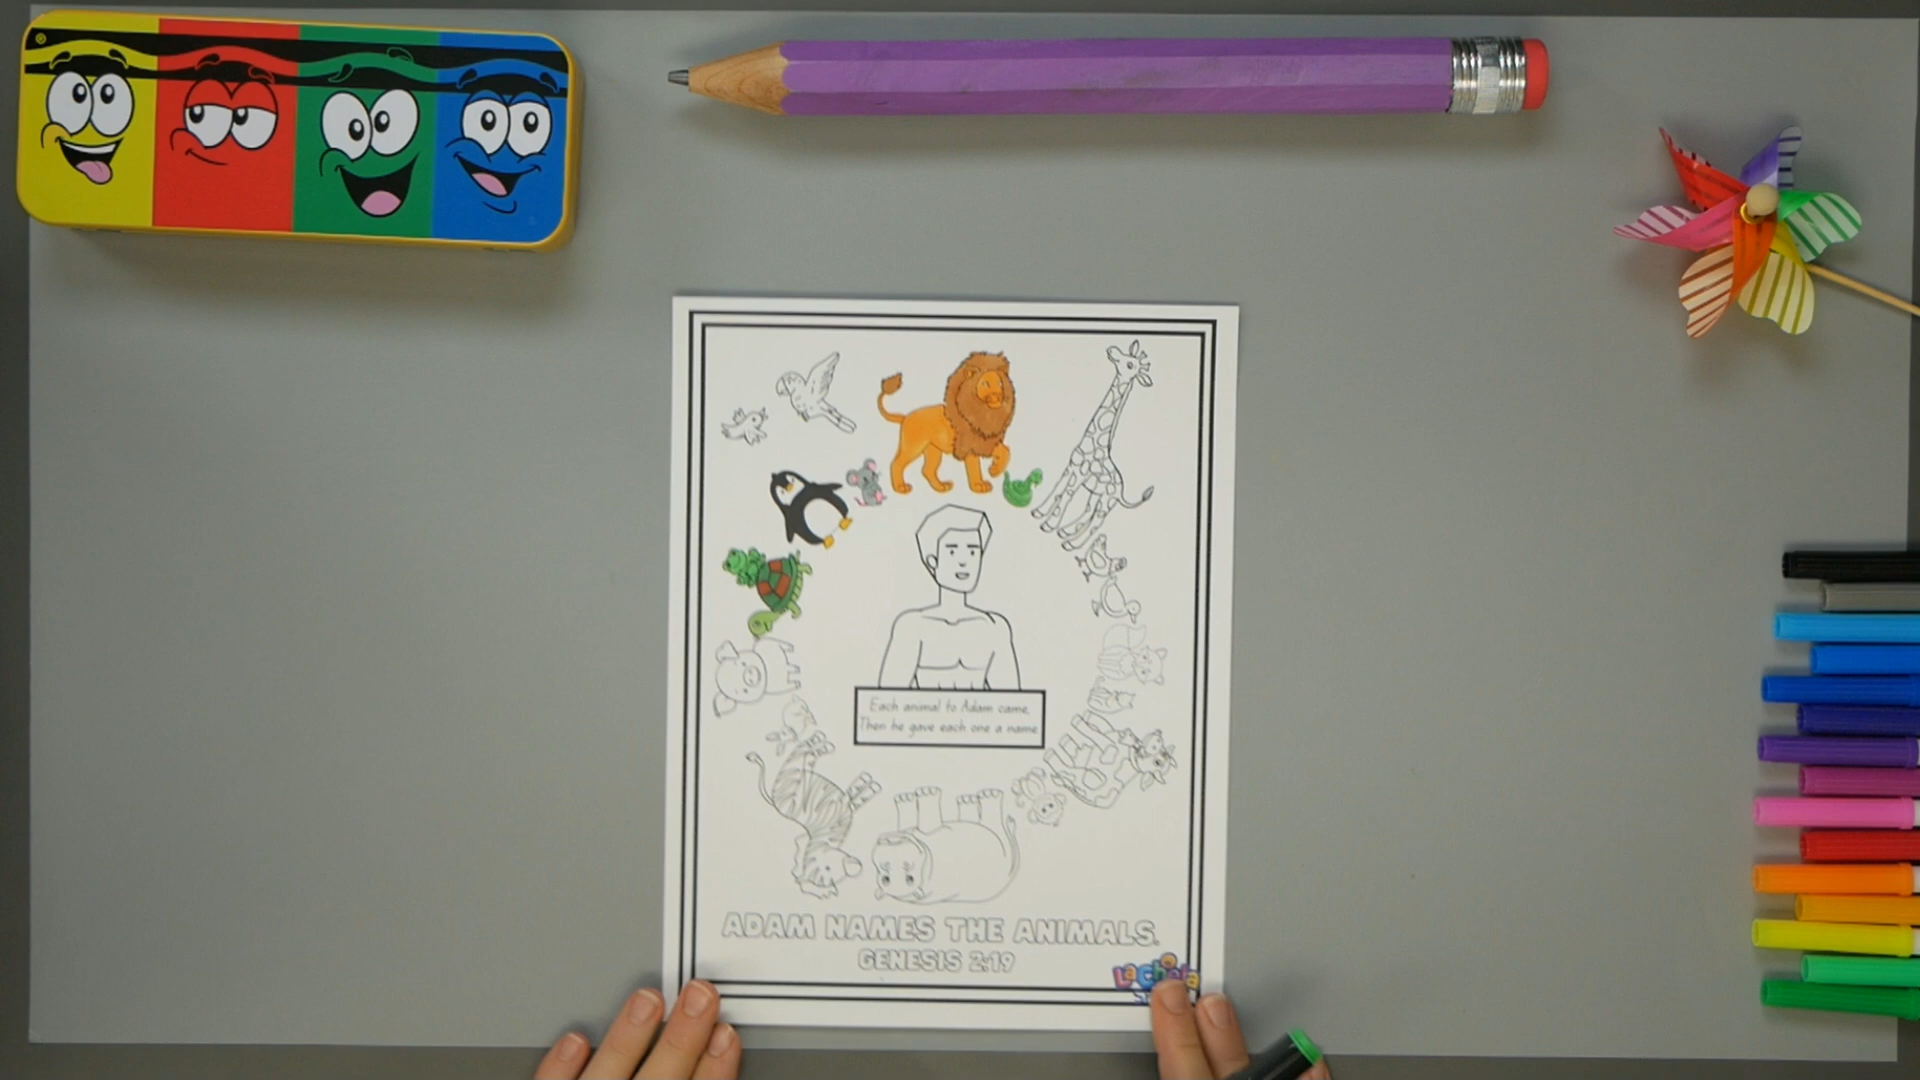 Each animal to Adam came,
Then he gave each one a name
ADAM NAMES THE ANIMALS.
GENESIS 2:19